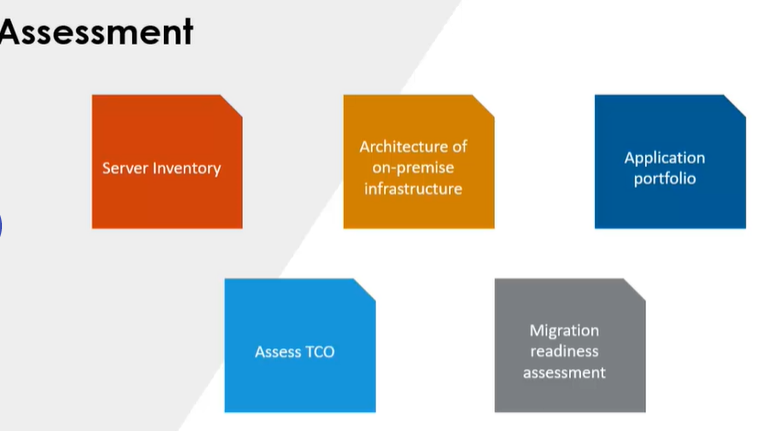 Assessment
Server Inventory
Architecture of
on-premise
infrastructure
Application
portfolio
Assess TCO
Migration
readiness
assessment